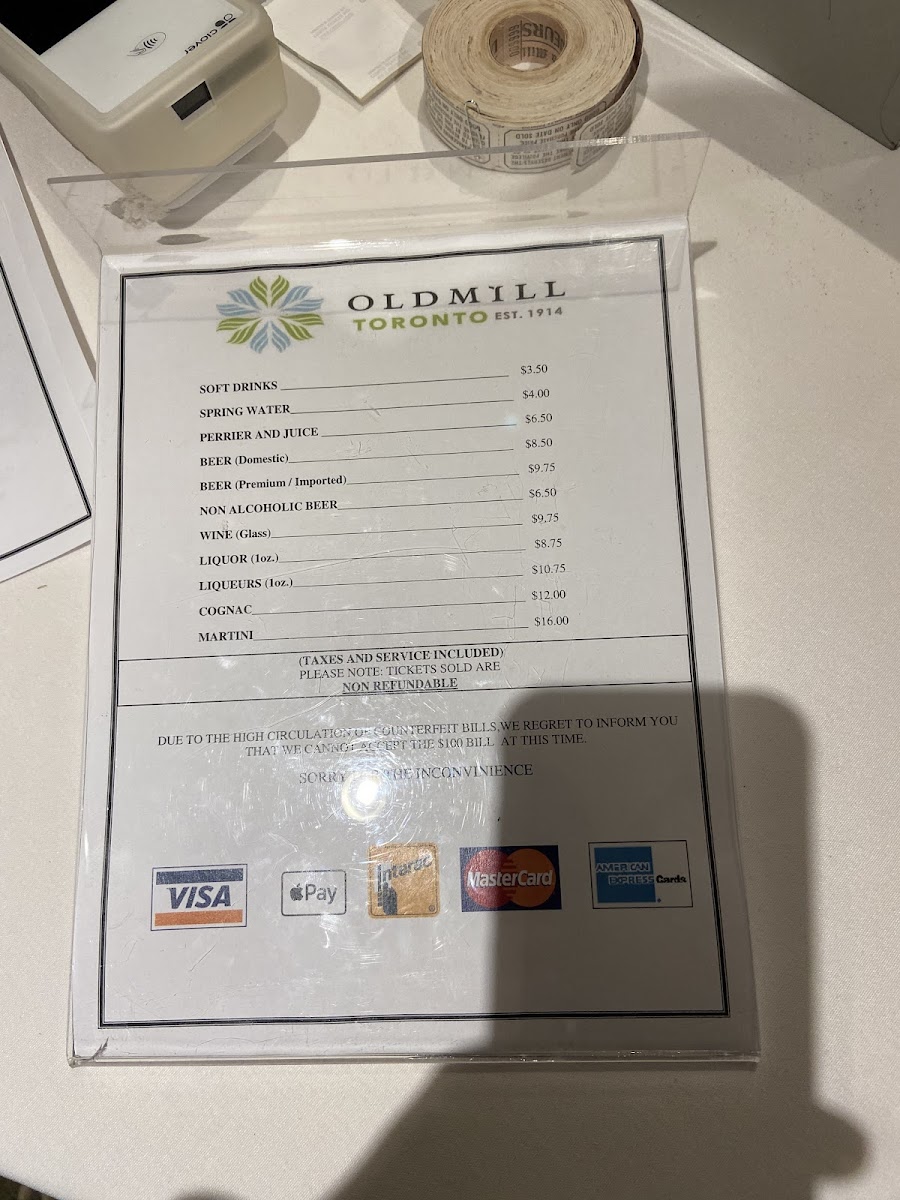 clover
OLD MILL
TORONTO EST. 1914
SOFT DRINKS $3.50
SPRING WATER $4.00
PERRIER AND JUICE $6.50
BEER (Domestic) $8.50
BEER (Premium / Imported) $9.75
NON ALCOHOLIC BEER $6.50
WINE (Glass) $9.75
LIQUOR (1oz.) $8.75
LIQUEURS (1oz.) $10.75
COGNAC $12.00
MARTINI $16.00
(TAXES AND SERVICE INCLUDED)
PLEASE NOTE: TICKETS SOLD ARE
NON REFUNDABLE
DUE TO THE HIGH CIRCULATION OF COUNTERFEIT BILLS,WE REGRET TO INFORM YOU
THAT WE CANNOT ACCEPT THE $100 BILL AT THIS TIME.
SORRY FOR THE INCONVINIENCE
VISA
Pay
Interac
MasterCard
AMERICAN
EXPRESS Cards